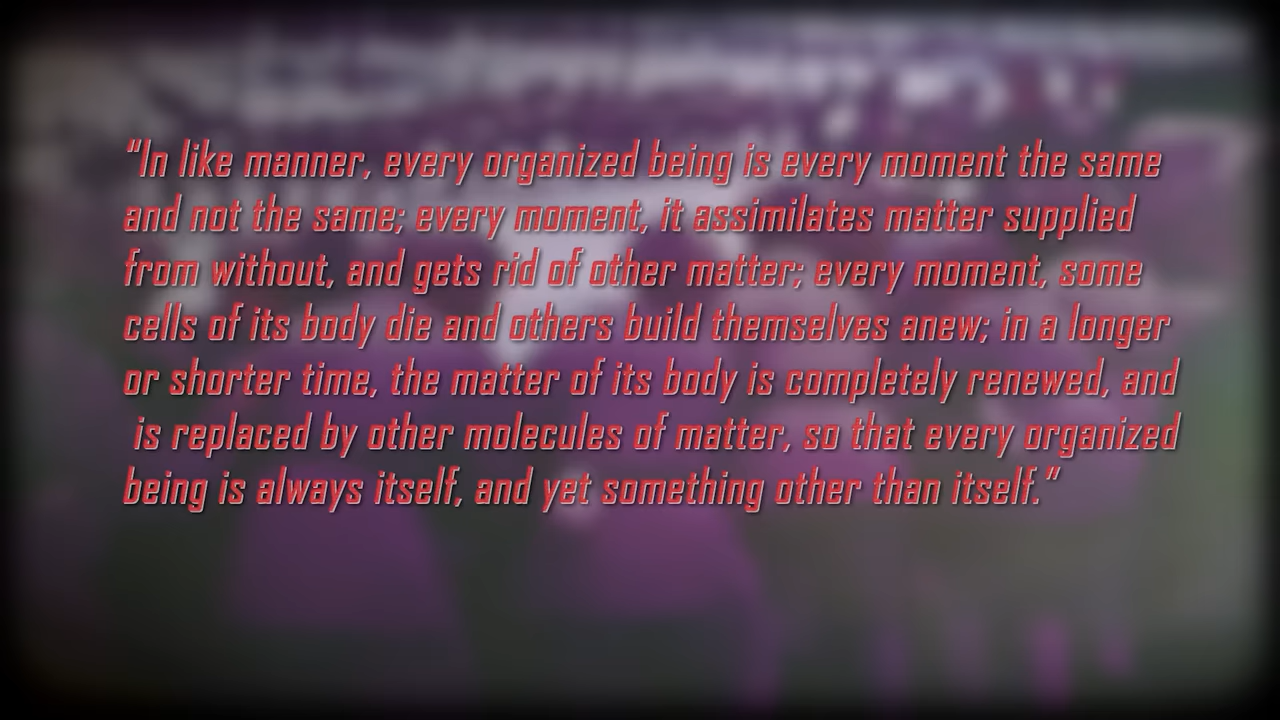 “In like manner, every organized being is every moment the same
and not the same; every moment, it assimilates matter supplied
from without, and gets rid of other matter; every moment, some
cells of its body die and others build themselves anew; in a longer
or shorter time, the matter of its body is completely renewed, and
is replaced by other molecules of matter, so that every organized
being is always itself, and yet something other than itself.”